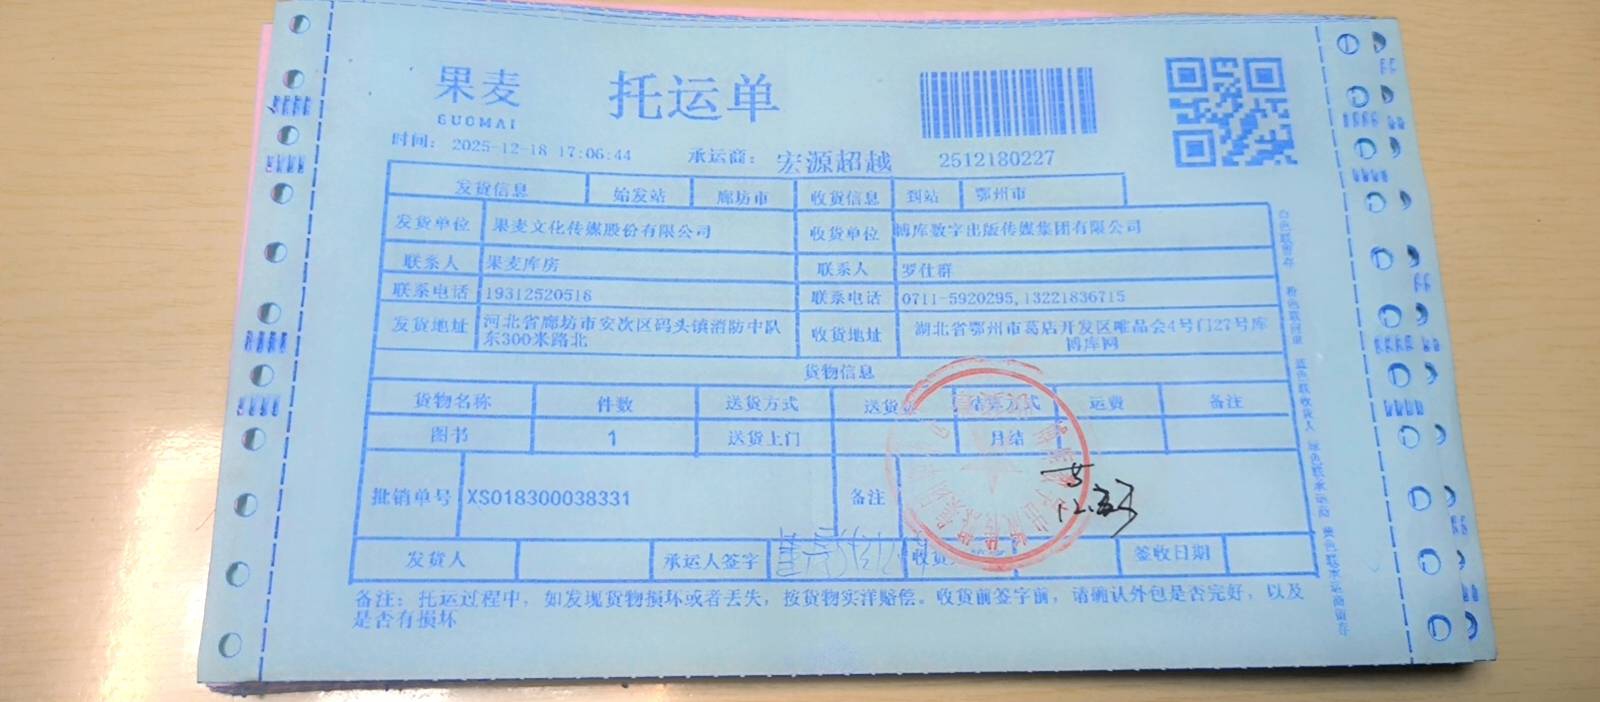 果麦
GUOMAI
托运单
时间： 2025-12-18 17:06:44
承运商： 宏源超越
2512180227
发货信息 始发站 廊坊市 收货信息 到站 鄂州市
发货单位 果麦文化传媒股份有限公司 收货单位 博库数字出版传媒集团有限公司
联系人 果麦库房 联系人 罗仕群
联系电话 19312520518 联系电话 0711-5920295,13221836715
发货地址 河北省廊坊市安次区码头镇消防中队
东300米路北
收货地址 湖北省鄂州市葛店开发区唯品会4号门27号库
博库网
货物信息
货物名称 件数 送货方式 送货 结算方式 运费 备注
图书 1 送货上门 月结
批销单号 XS018300038331 备注
发货人 承运人签字 收货 签收日期
备注：托运过程中，如发现货物损坏或者丢失，按货物实洋赔偿。收货前签字前，请确认外包是否完好，以及
是否有损坏